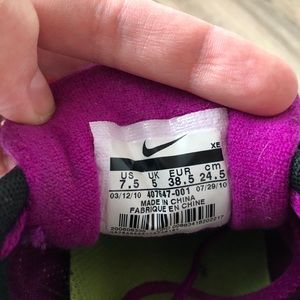 XE
US UK EUR cm
7.5 5 38.5 24.5
03/12/10 407647-001 07/29/10
MADE IN CHINA
FABRIQUE EN CHINE